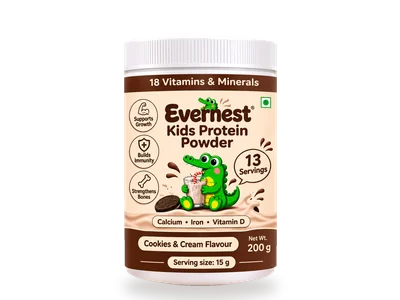 18 Vitamins & Minerals
Evernest®
Kids Protein
Powder
Supports
Growth
Builds
Immunity
Strengthens
Bones
13
Servings
Calcium • Iron • Vitamin D
Cookies & Cream Flavour
Net Wt.
200 g
Serving size: 15 g